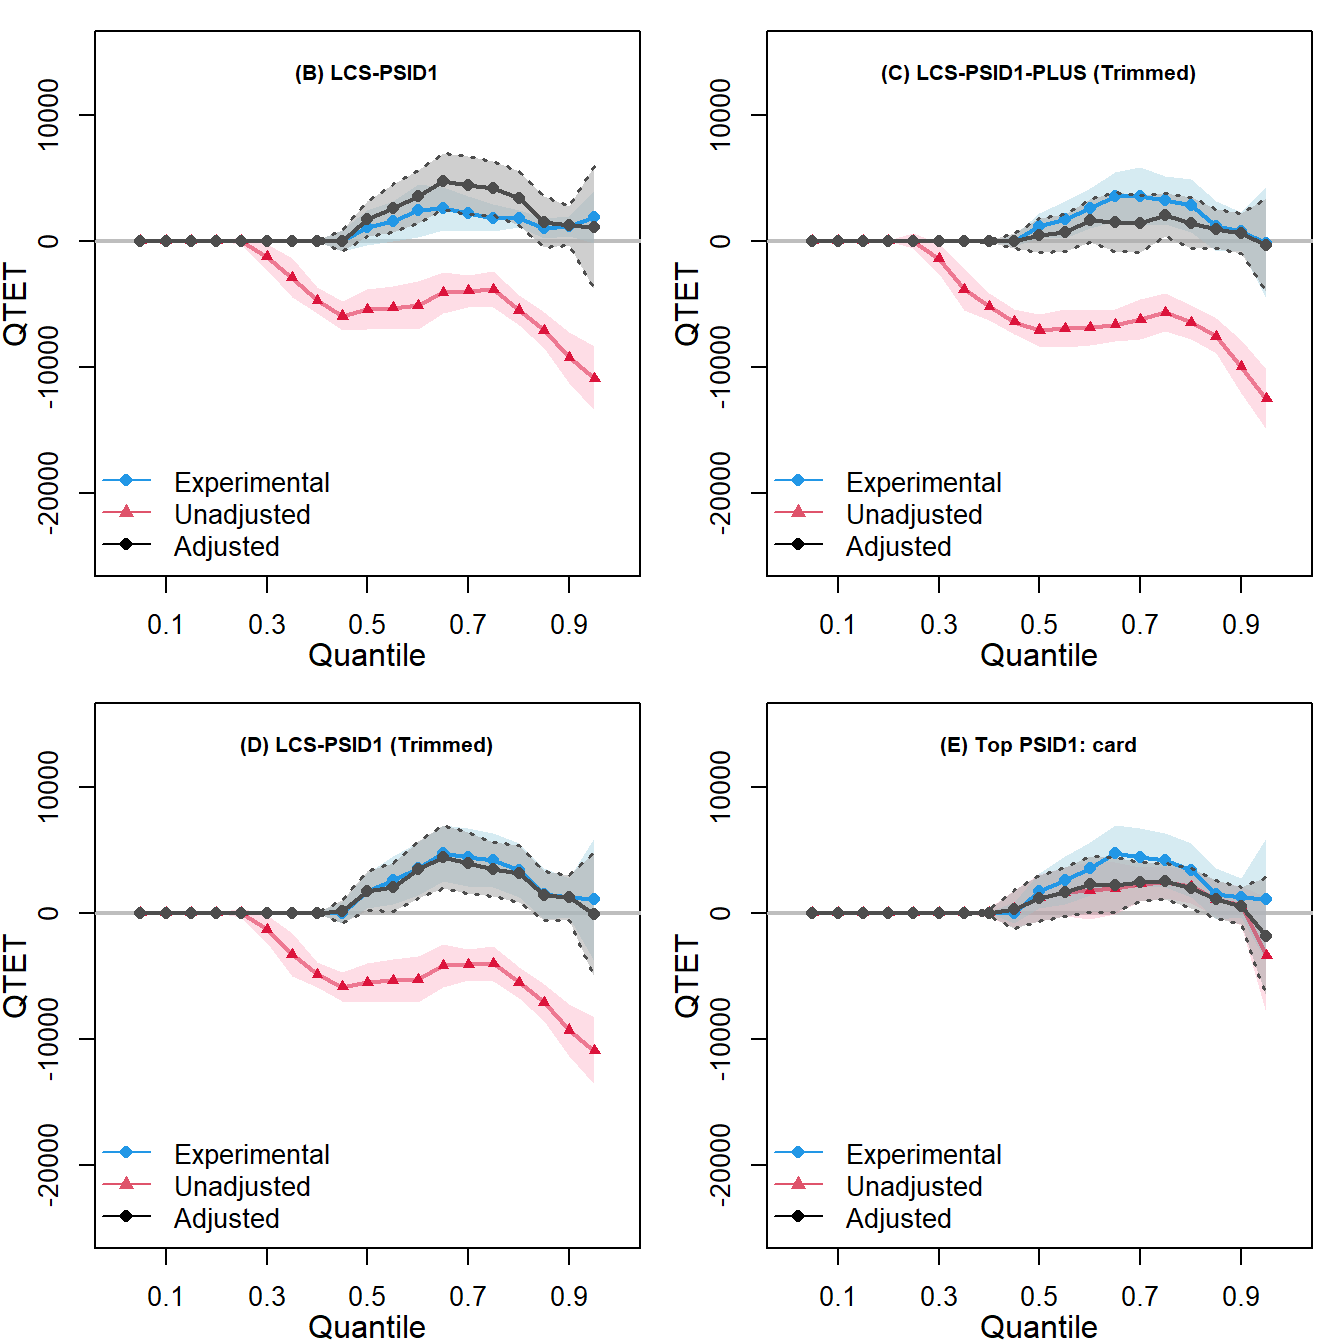 (B) LCS-PSID1
QTET
10000
0
-10000
-20000
Experimental
Unadjusted
Adjusted
0.1 0.3 0.5 0.7 0.9
Quantile
(C) LCS-PSID1-PLUS (Trimmed)
QTET
10000
0
-10000
-20000
Experimental
Unadjusted
Adjusted
0.1 0.3 0.5 0.7 0.9
Quantile
(D) LCS-PSID1 (Trimmed)
QTET
10000
0
-10000
-20000
Experimental
Unadjusted
Adjusted
0.1 0.3 0.5 0.7 0.9
Quantile
(E) Top PSID1: card
QTET
10000
0
-10000
-20000
Experimental
Unadjusted
Adjusted
0.1 0.3 0.5 0.7 0.9
Quantile